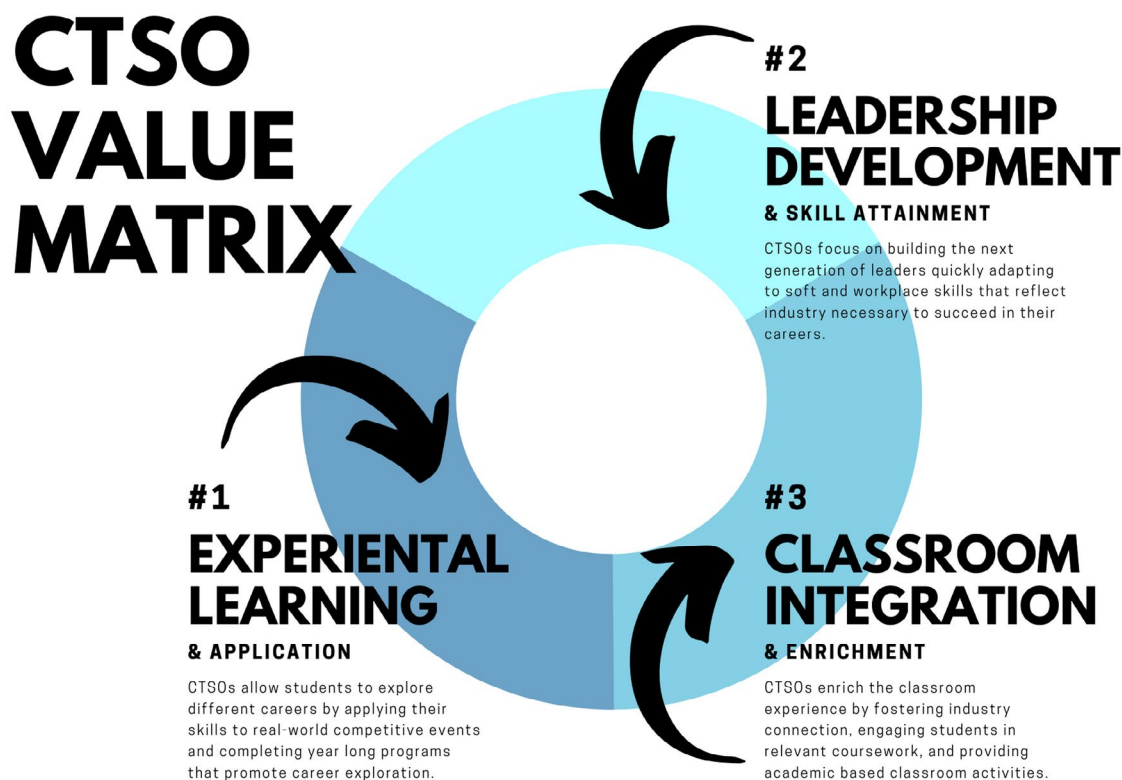 CTSO
VALUE
MATRIX
#1
EXPERIENTAL
LEARNING
& APPLICATION
CTSOs allow students to explore
different careers by applying their
skills to real-world competitive events
and completing year long programs
that promote career exploration.
#2
LEADERSHIP
DEVELOPMENT
& SKILL ATTAINMENT
CTSOs focus on building the next
generation of leaders quickly adapting
to soft and workplace skills that reflect
industry necessary to succeed in their
careers.
#3
CLASSROOM
INTEGRATION
& ENRICHMENT
CTSOs enrich the classroom
experience by fostering industry
connection, engaging students in
relevant coursework, and providing
academic based classroom activities.